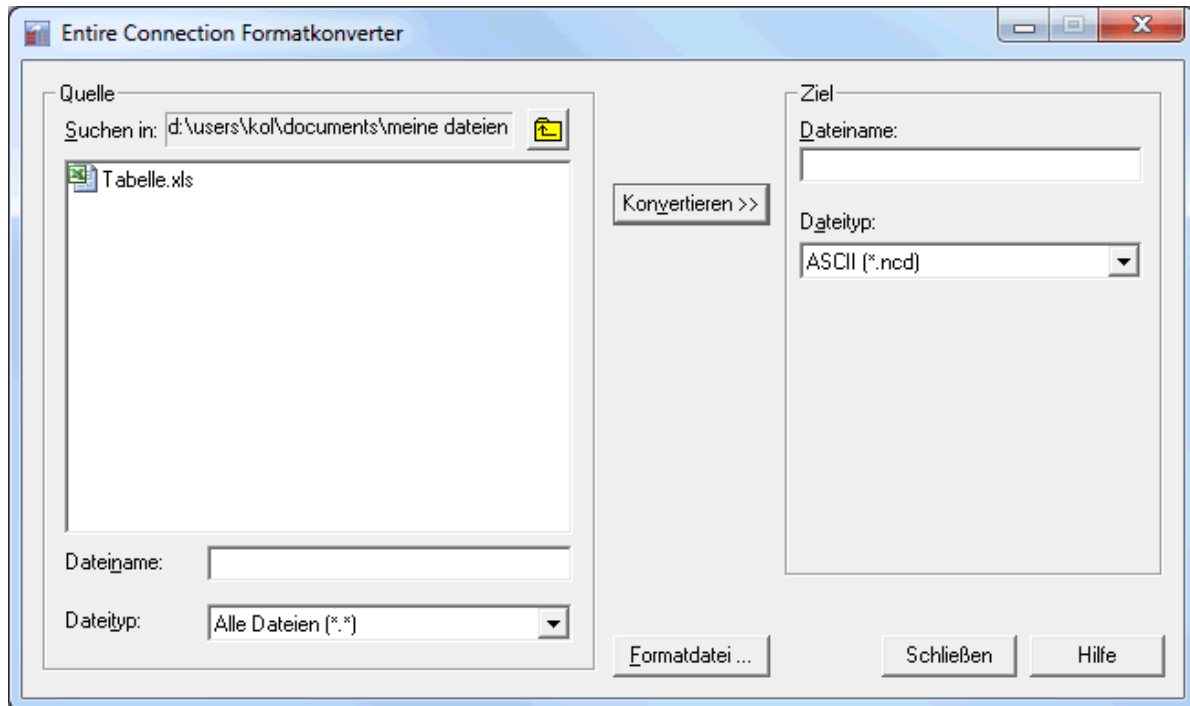 Entire Connection Formatkonverter
Quelle
Suchen in: d:\users\kol\documents\meine dateien
Tabelle.xls
Dateiname:
Dateityp: Alle Dateien (*.*)
Konvertieren >>
Formatdatei ...
Ziel
Dateiname:
Dateityp:
ASCII (*.ncd)
Schließen
Hilfe